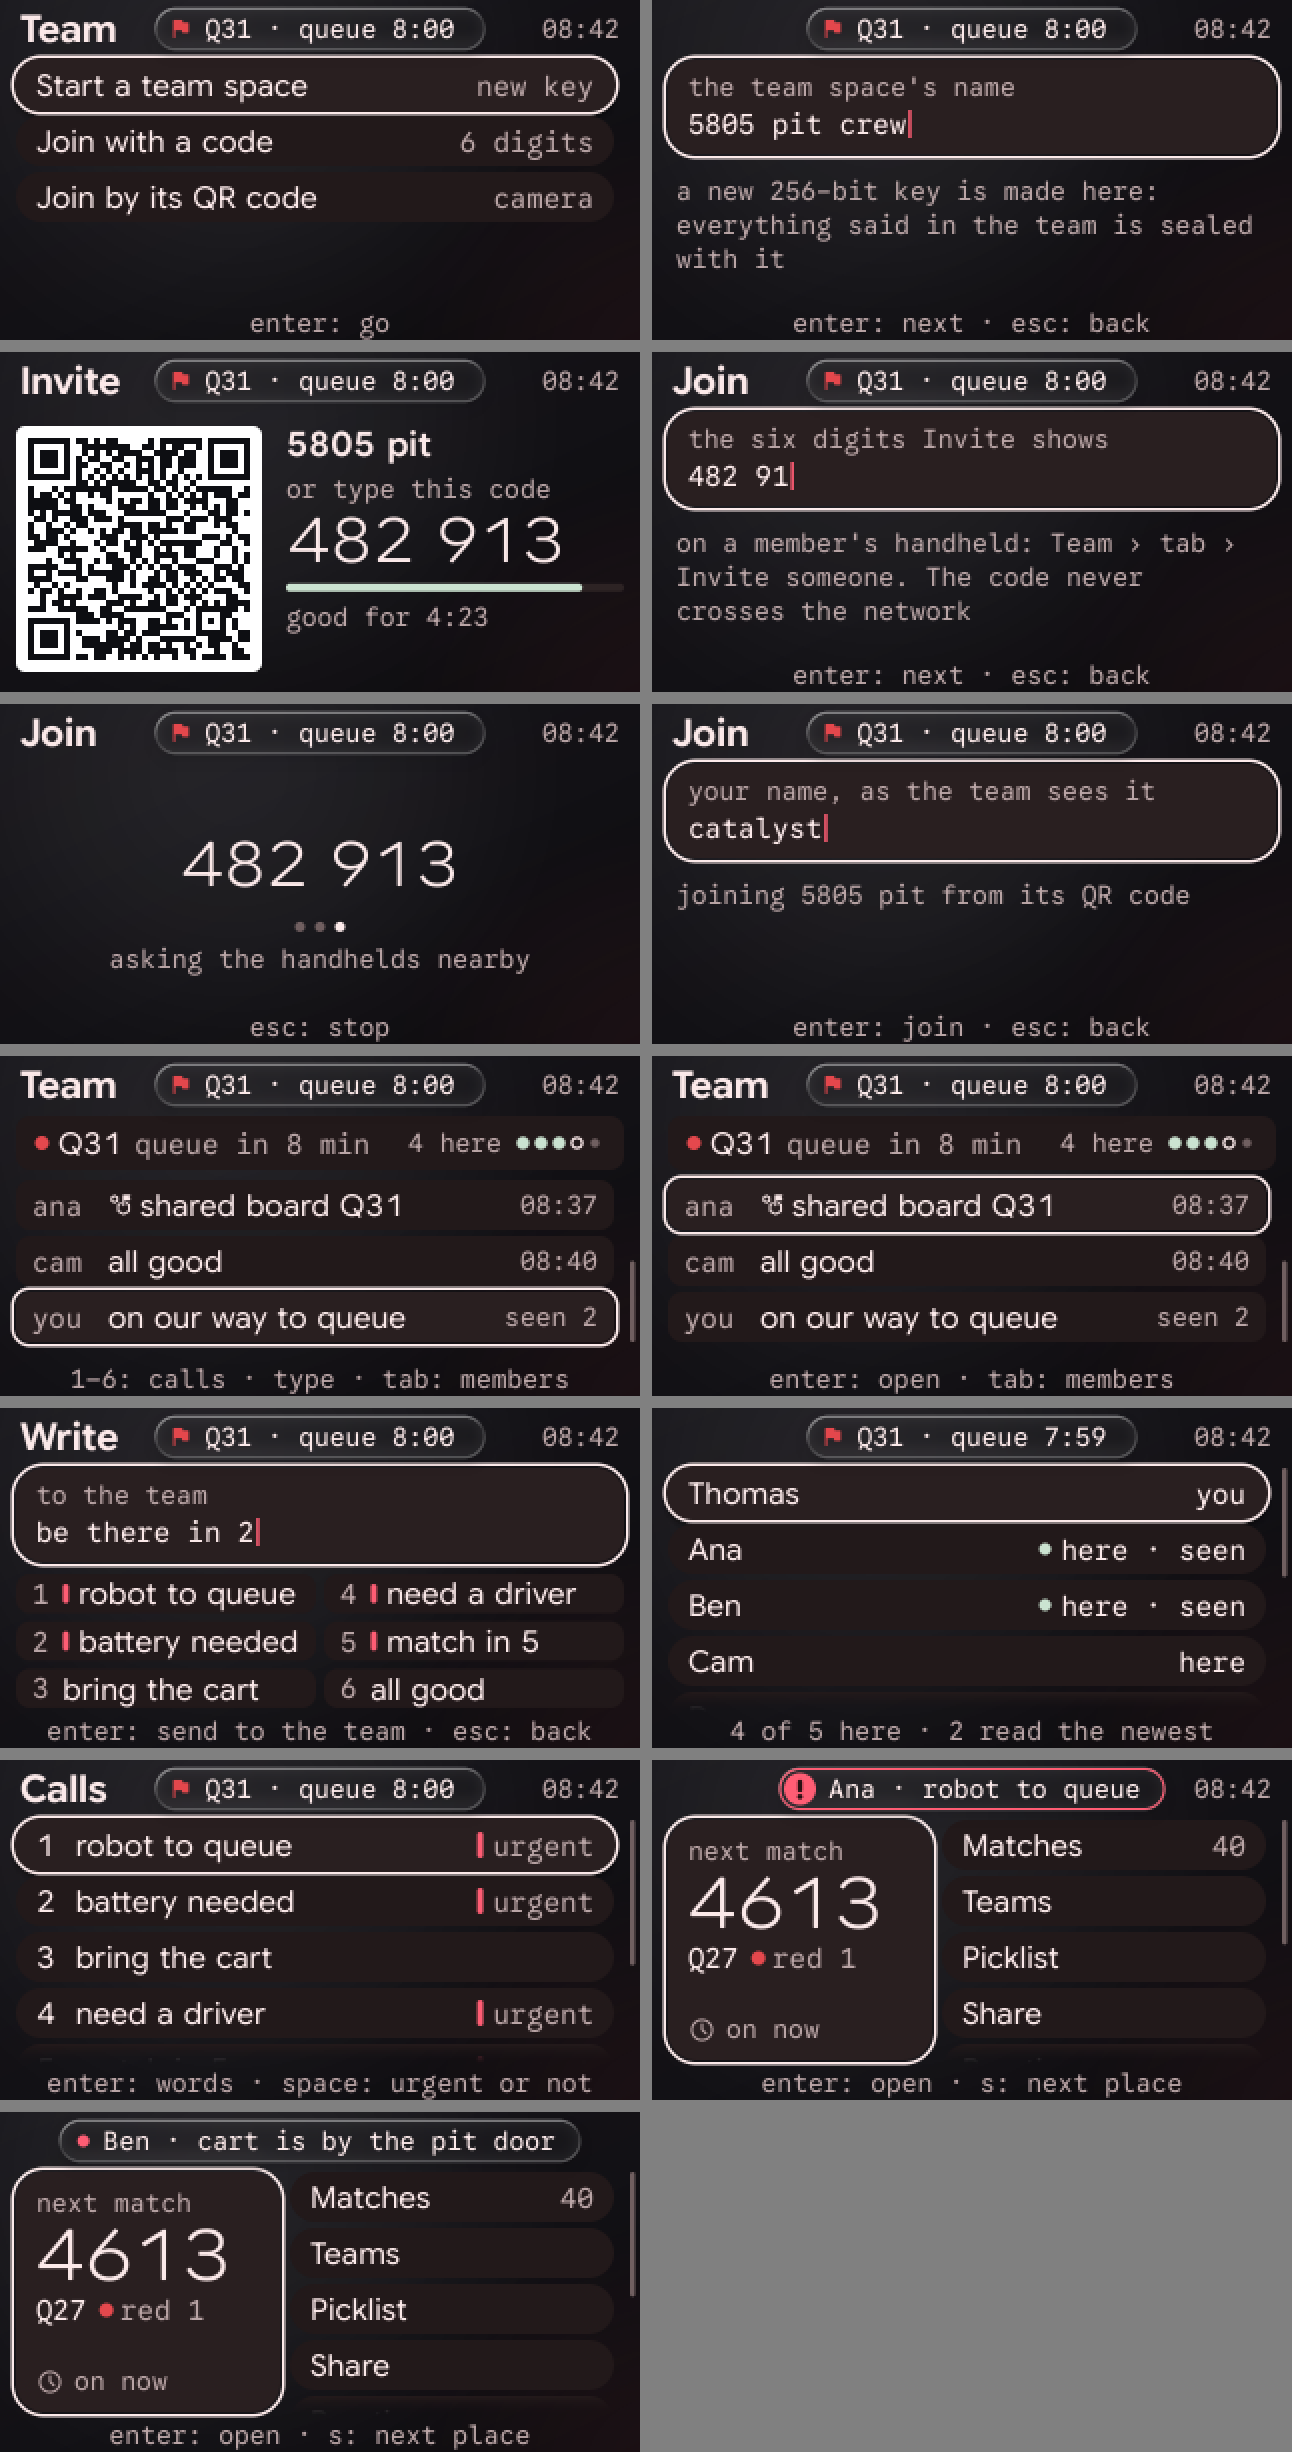 Team Q31 · queue 8:00 08:42
Start a team space new key
Join with a code 6 digits
Join by its QR code camera
enter: go
Q31 · queue 8:00 08:42
the team space's name
5805 pit crew
a new 256-bit key is made here:
everything said in the team is sealed
with it
enter: next · esc: back
Invite Q31 · queue 8:00 08:42
5805 pit
or type this code
482 913
good for 4:23
Join Q31 · queue 8:00 08:42
the six digits Invite shows
482 91
on a member's handheld: Team › tab ›
Invite someone. The code never
crosses the network
enter: next · esc: back
Join Q31 · queue 8:00 08:42
482 913
asking the handhelds nearby
esc: stop
Join Q31 · queue 8:00 08:42
your name, as the team sees it
catalyst
joining 5805 pit from its QR code
enter: join · esc: back
Team Q31 · queue 8:00 08:42
Q31 queue in 8 min 4 here
ana shared board Q31 08:37
cam all good 08:40
you on our way to queue seen 2
1-6: calls · type · tab: members
Team Q31 · queue 8:00 08:42
Q31 queue in 8 min 4 here
ana shared board Q31 08:37
cam all good 08:40
you on our way to queue seen 2
enter: open · tab: members
Write Q31 · queue 8:00 08:42
to the team
be there in 2
1 robot to queue 4 need a driver
2 battery needed 5 match in 5
3 bring the cart 6 all good
enter: send to the team · esc: back
Q31 · queue 7:59 08:42
Thomas you
Ana here · seen
Ben here · seen
Cam here
4 of 5 here · 2 read the newest
Calls Q31 · queue 8:00 08:42
1 robot to queue urgent
2 battery needed urgent
3 bring the cart
4 need a driver urgent
enter: words · space: urgent or not
Ana · robot to queue 08:42
next match
4613
Q27 red 1
on now
Matches 40
Teams
Picklist
Share
enter: open · s: next place
Ben · cart is by the pit door
next match
4613
Q27 red 1
on now
Matches 40
Teams
Picklist
Share
enter: open · s: next place